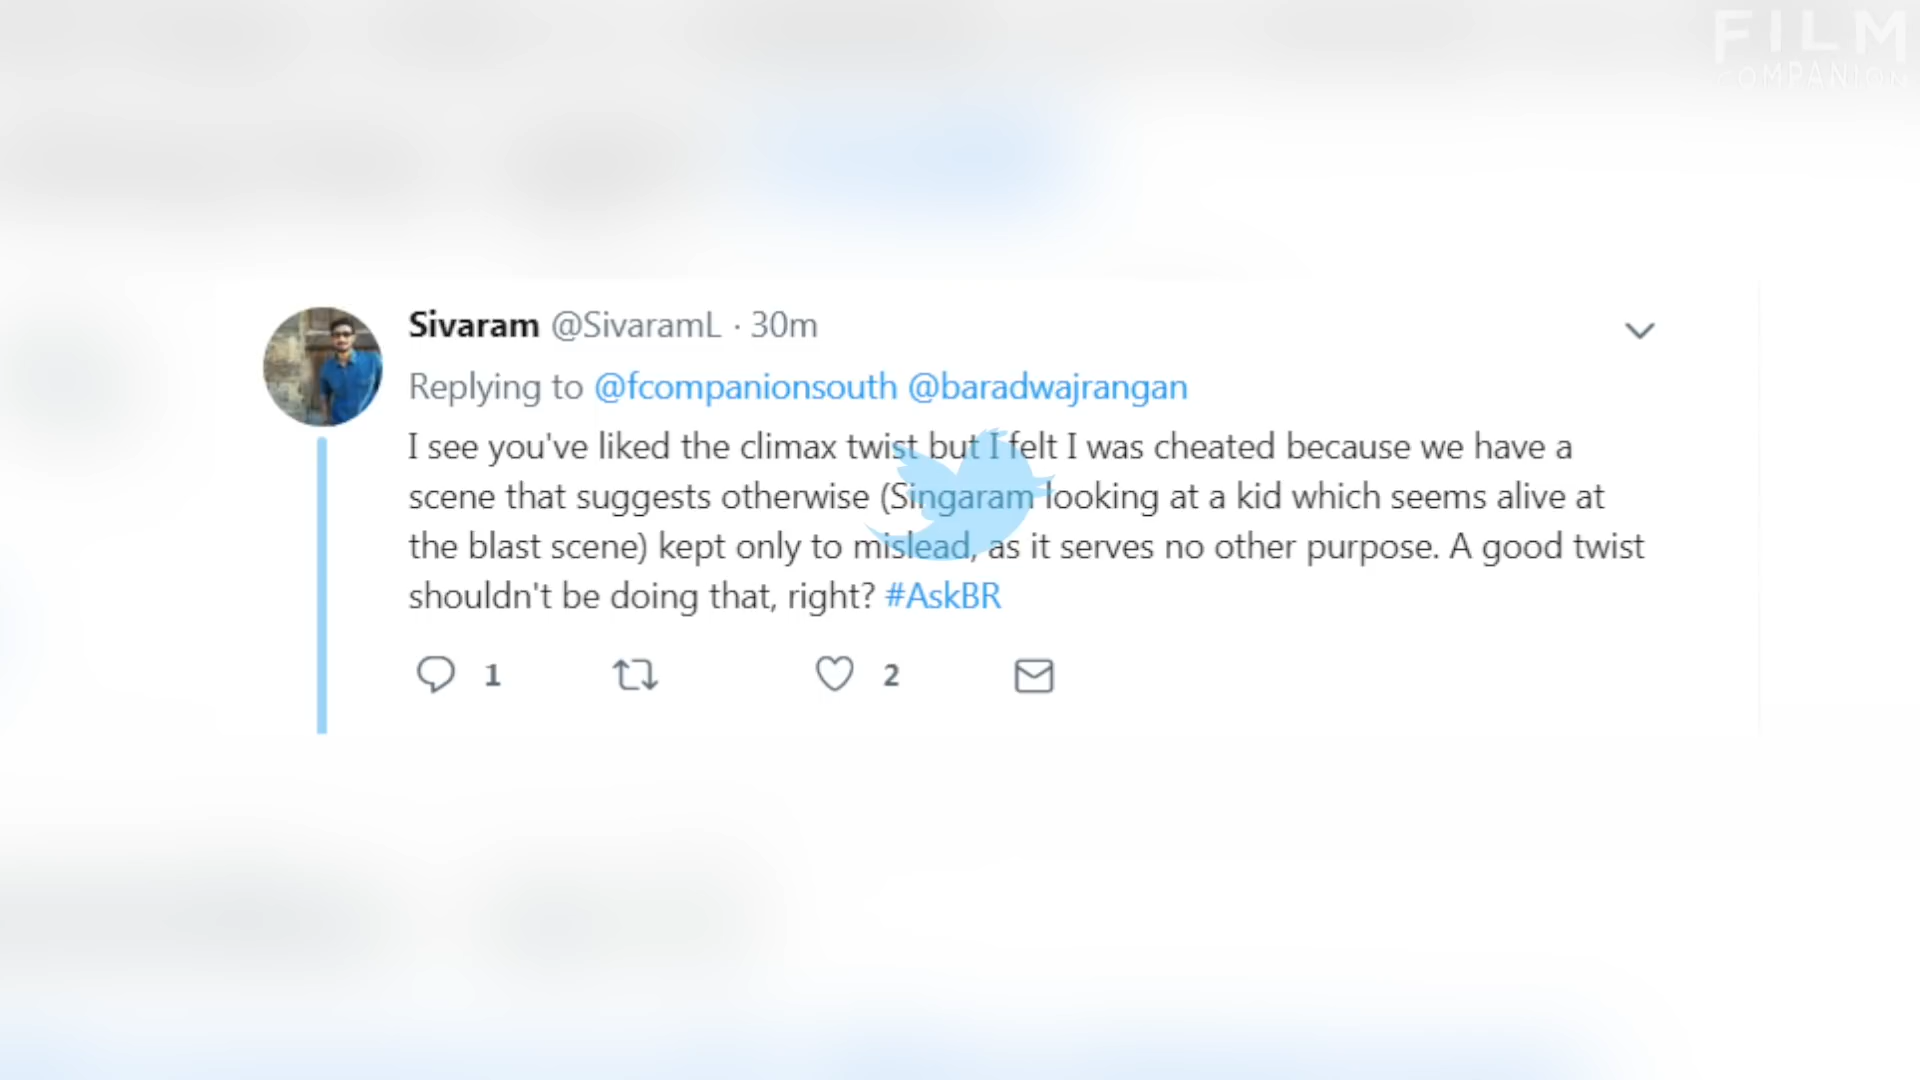 FILM
COMPANION
Sivaram @SivaramL · 30m
Replying to @fcompanionsouth @baradwajrangan
I see you've liked the climax twist but I felt I was cheated because we have a
scene that suggests otherwise (Singaram looking at a kid which seems alive at
the blast scene) kept only to mislead, as it serves no other purpose. A good twist
shouldn't be doing that, right? #AskBR
1 2